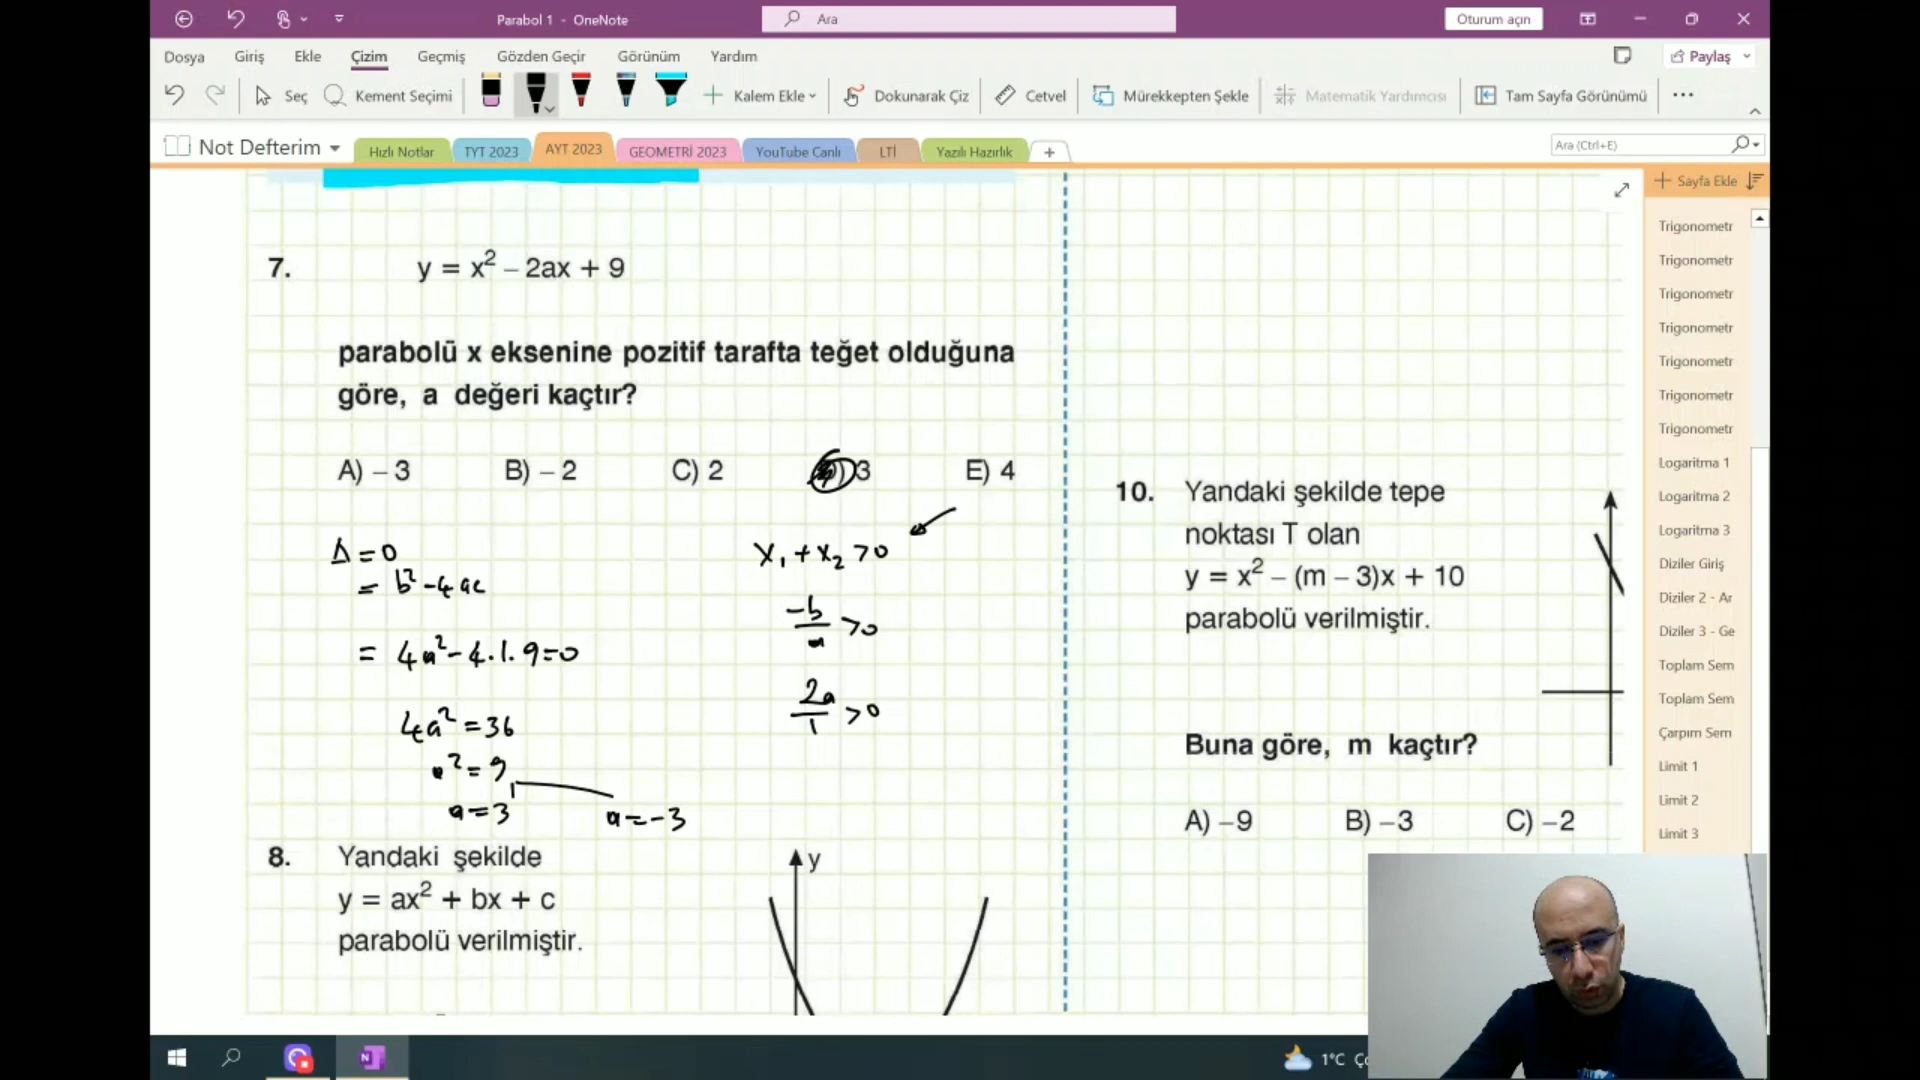 Parabol 1 - OneNote
Ara
Oturum açın
Dosya Giriş Ekle Çizim Geçmiş Gözden Geçir Görünüm Yardım
Paylaş
Seç Kement Seçimi Kalem Ekle Dokunarak Çiz Cetvel Mürekkepten Şekle Matematik Yardımcısı Tam Sayfa Görünümü
Not Defterim Hızlı Notlar TYT 2023 AYT 2023 GEOMETRİ 2023 YouTube Canlı LTİ Yazılı Hazırlık
Ara (Ctrl+E)
Sayfa Ekle
7. y = x² – 2ax + 9
parabolü x eksenine pozitif tarafta teğet olduğuna
göre, a değeri kaçtır?
A) – 3 B) – 2 C) 2 3 E) 4
Δ = 0
= b² - 4ac
= 4a² - 4.1.9=0
4a² = 36
a² = 9
a = 3 a = -3
x₁ + x₂ > 0
-b/a > 0
2a/1 > 0
8. Yandaki şekilde
y = ax² + bx + c
parabolü verilmiştir.
y
10. Yandaki şekilde tepe
noktası T olan
y = x² – (m – 3)x + 10
parabolü verilmiştir.
Buna göre, m kaçtır?
A) –9 B) –3 C) –2
Trigonometr
Trigonometr
Trigonometr
Trigonometr
Trigonometr
Trigonometr
Trigonometr
Logaritma 1
Logaritma 2
Logaritma 3
Diziler Giriş
Diziler 2 - Ar
Diziler 3 - Ge
Toplam Sem
Toplam Sem
Çarpım Sem
Limit 1
Limit 2
Limit 3
1°C